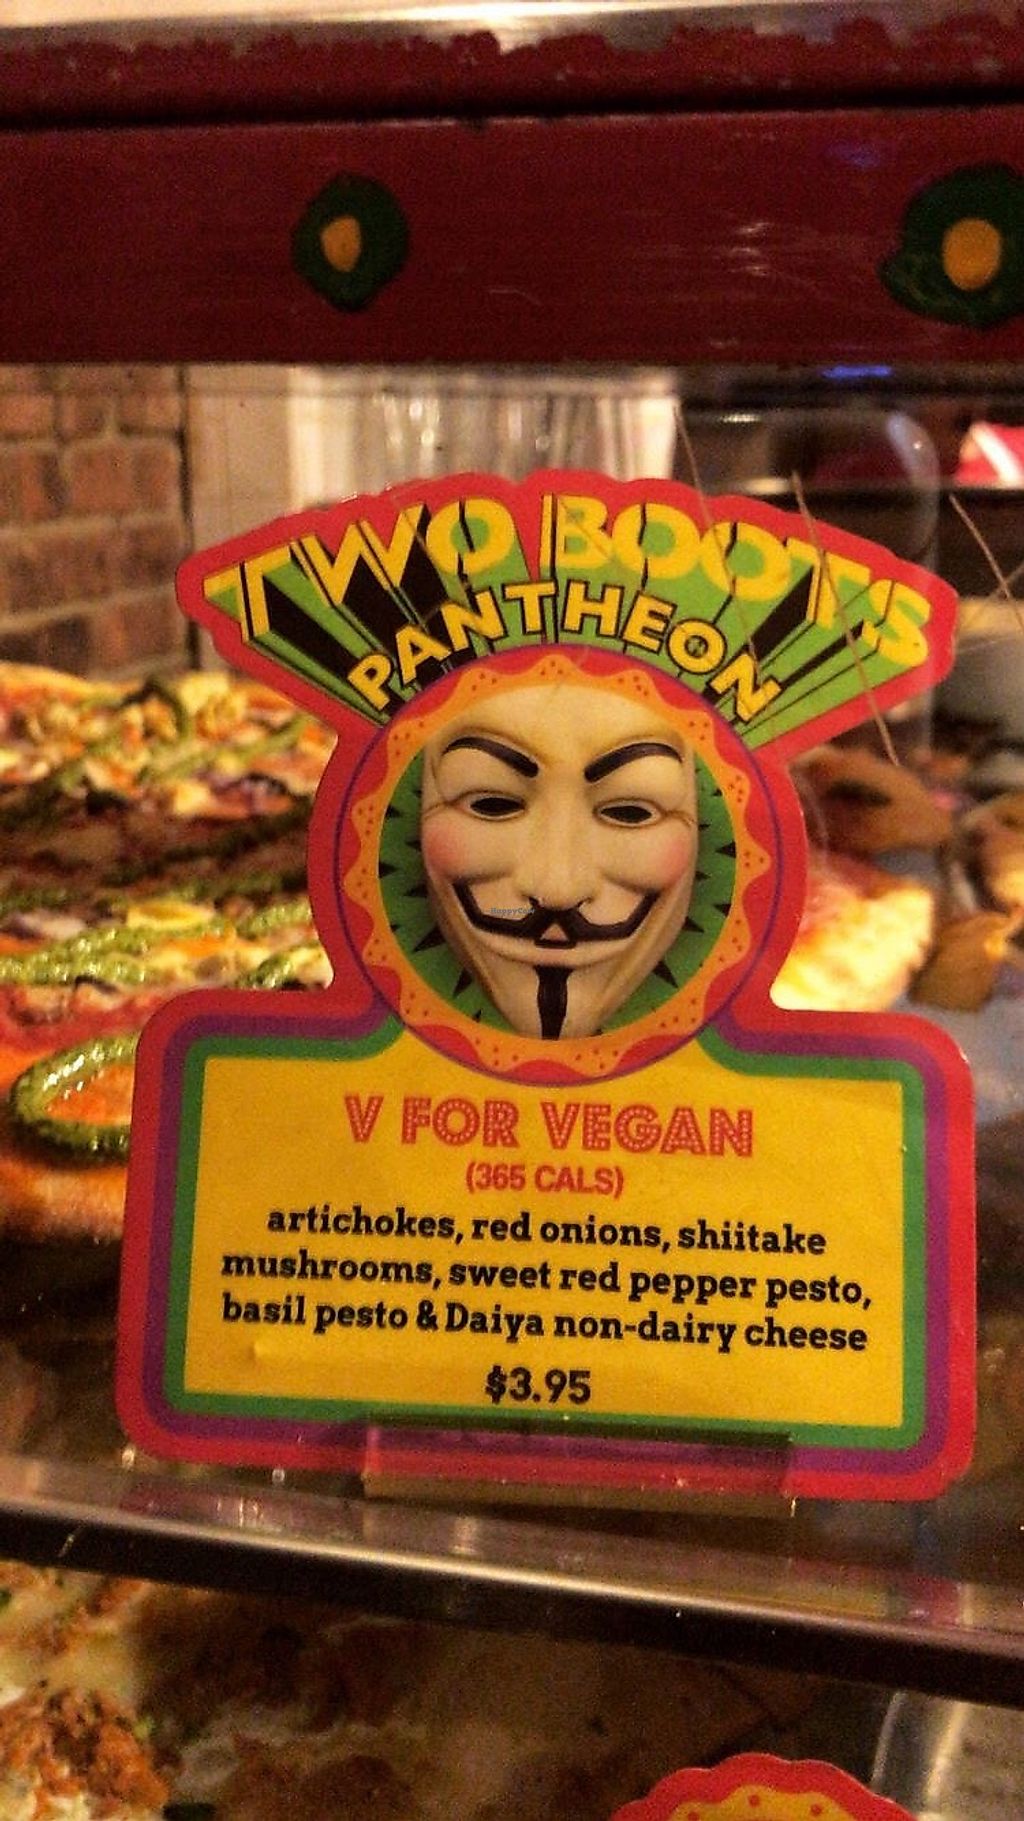 TWO BOOTS
PANTHEON
HappyCow
V FOR VEGAN
(365 CALS)
artichokes, red onions, shiitake
mushrooms, sweet red pepper pesto,
basil pesto & Daiya non-dairy cheese
$3.95